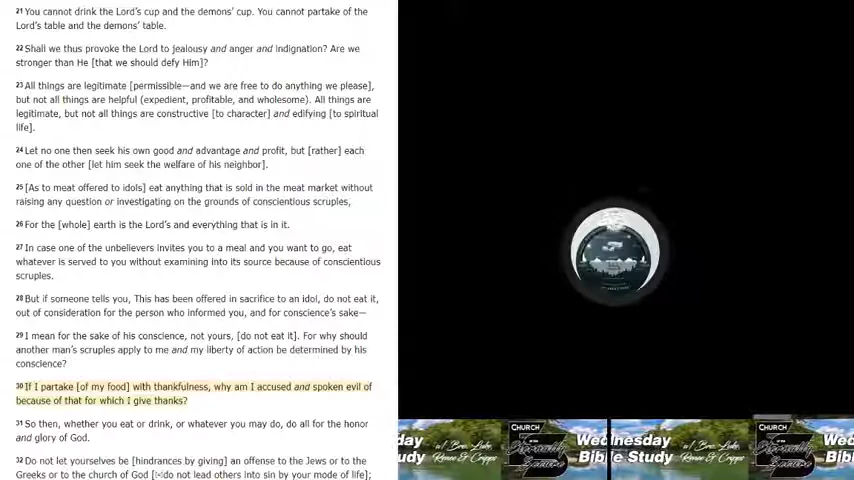 21 You cannot drink the Lord's cup and the demons' cup. You cannot partake of the
Lord's table and the demons' table.
22 Shall we thus provoke the Lord to jealousy and anger and indignation? Are we
stronger than He [that we should defy Him]?
23 All things are legitimate [permissible—and we are free to do anything we please],
but not all things are helpful (expedient, profitable, and wholesome). All things are
legitimate, but not all things are constructive [to character] and edifying [to spiritual
life].
24 Let no one then seek his own good and advantage and profit, but [rather] each
one of the other [let him seek the welfare of his neighbor].
25 [As to meat offered to idols] eat anything that is sold in the meat market without
raising any question or investigating on the grounds of conscientious scruples,
26 For the [whole] earth is the Lord's and everything that is in it.
27 In case one of the unbelievers invites you to a meal and you want to go, eat
whatever is served to you without examining into its source because of conscientious
scruples.
28 But if someone tells you, This has been offered in sacrifice to an idol, do not eat it,
out of consideration for the person who informed you, and for conscience's sake—
29 I mean for the sake of his conscience, not yours, [do not eat it]. For why should
another man's scruples apply to me and my liberty of action be determined by his
conscience?
30 If I partake [of my food] with thankfulness, why am I accused and spoken evil of
because of that for which I give thanks?
31 So then, whether you eat or drink, or whatever you may do, do all for the honor
and glory of God.
32 Do not let yourselves be [hindrances by giving] an offense to the Jews or to the
Greeks or to the church of God [do not lead others into sin by your mode of life];
day w/ Bro. Luke, CHURCH Wednesday w/ Bro. Luke, CHURCH Wed
Study Renee & Cripps Eternally Secure Bible Study Renee & Cripps Eternally Secure Bib